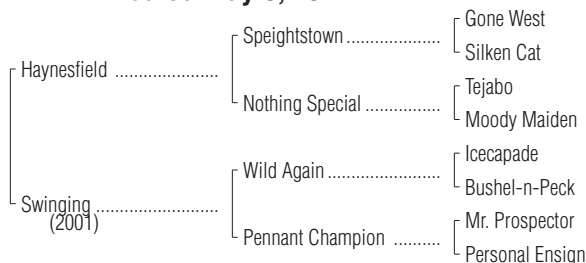 Gone West
Speightstown ....................
Silken Cat
Haynesfield ......................
Tejabo
Nothing Special ................
Moody Maiden
Icecapade
Wild Again ........................
Bushel-n-Peck
Swinging ..........................
(2001)
Mr. Prospector
Pennant Champion ..........
Personal Ensign